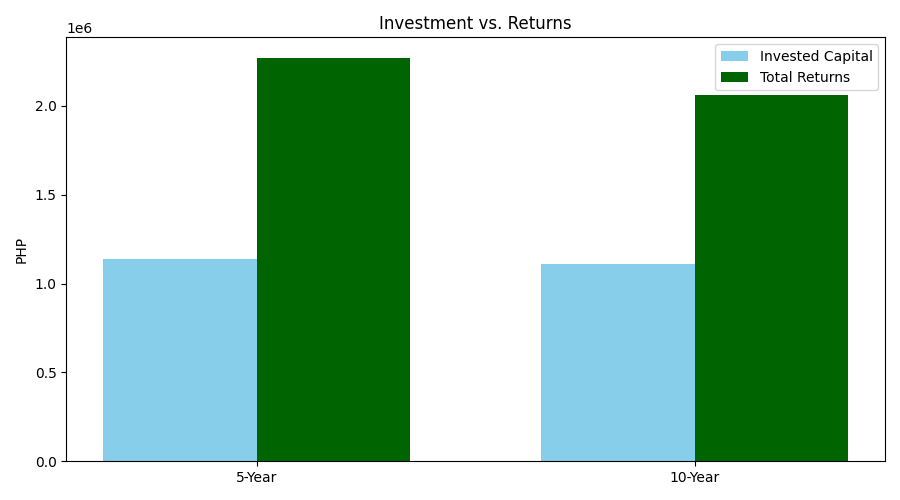 Investment vs. Returns
1e6
Invested Capital
Total Returns
2.0
1.5
1.0
0.5
0.0
PHP
5-Year
10-Year